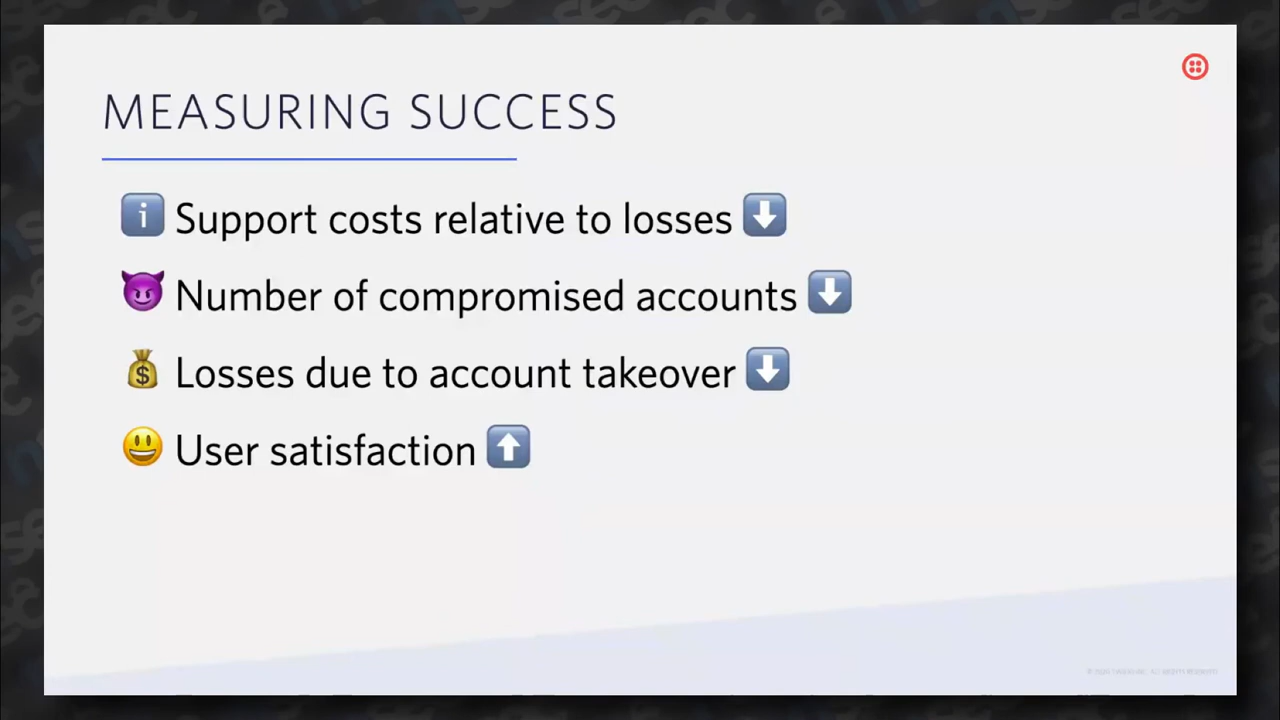 MEASURING SUCCESS
ℹ️ Support costs relative to losses ⬇️
😈 Number of compromised accounts ⬇️
💰 Losses due to account takeover ⬇️
😃 User satisfaction ⬆️